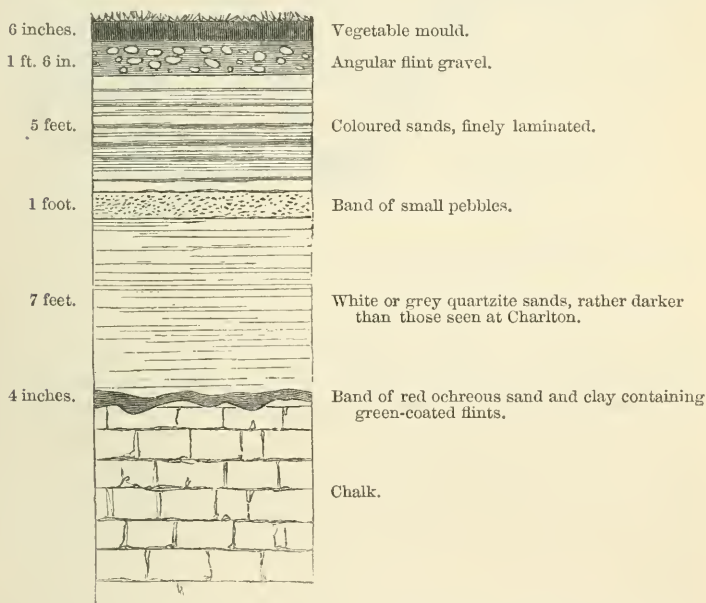 6 inches. Vegetable mould.
1 ft. 6 in. Angular flint gravel.
5 feet. Coloured sands, finely laminated.
1 foot. Band of small pebbles.
7 feet. White or grey quartzite sands, rather darker
than those seen at Charlton.
4 inches. Band of red ochreous sand and clay containing
green-coated flints.
Chalk.